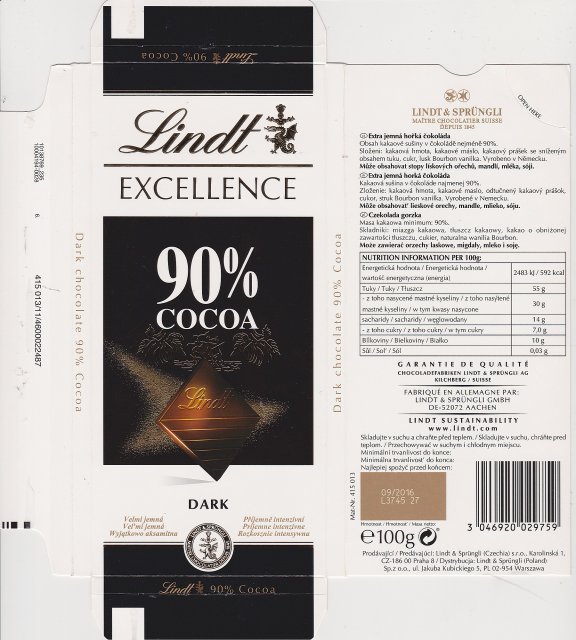 Lindt 90% Cocoa
Lindt
EXCELLENCE
90%
COCOA
Lindt
DARK
Velmi jemná
Veľmi jemná
Wyjątkowo aksamitna
Příjemně intenzivní
Príjemne intenzívne
Rozkosznie intensywna
Lindt 90% Cocoa
Dark chocolate 90% Cocoa
Dark chocolate 90% Cocoa
6
415 013/11/4600022487
OPEN HERE
LINDT & SPRÜNGLI
MAÎTRE CHOCOLATIER SUISSE
DEPUIS 1845
Extra jemná hořká čokoláda
Obsah kakaové sušiny v čokoládě nejméně 90%.
Složení: kakaová hmota, kakaové máslo, kakaový prášek se sníženým
obsahem tuku, cukr, lusk Bourbon vanilka. Vyrobeno v Německu.
Může obsahovat stopy lískových ořechů, mandlí, mléka, sóji.
Extra jemná horká čokoláda
Kakaová sušina v čokoláde najmenej 90%.
Zloženie: kakaová hmota, kakaové maslo, odtučnený kakaový prášok,
cukor, struk Bourbon vanilka. Vyrobené v Nemecku.
Môže obsahovať lieskové orechy, mandle, mlieko, sóju.
Czekolada gorzka
Masa kakaowa minimum: 90%.
Składniki: miazga kakaowa, tłuszcz kakaowy, kakao o obniżonej
zawartości tłuszczu, cukier, naturalna wanilia Bourbon.
Może zawierać orzechy laskowe, migdały, mleko i soję.
NUTRITION INFORMATION PER 100g:
Energetická hodnota / Energetická hodnota /
wartość energetyczna (energia) 2483 kJ / 592 kcal
Tuky / Tuky / Tłuszcz 55 g
- z toho nasycené mastné kyseliny / z toho nasýtené
mastné kyseliny / w tym kwasy nasycone 30 g
sacharidy / sacharidy / węglowodany 14 g
- z toho cukry / z toho cukry / w tym cukry 7,0 g
Bílkoviny / Bielkoviny / Białko 10 g
Sůl / Soľ / Sól 0,03 g
GARANTIE DE QUALITÉ
CHOCOLADEFABRIKEN LINDT & SPRÜNGLI AG
KILCHBERG / SUISSE
FABRIQUÉ EN ALLEMAGNE PAR:
LINDT & SPRÜNGLI GMBH
DE-52072 AACHEN
LINDT SUSTAINABILITY
www.lindt.com
Skladujte v suchu a chraňte před teplem. / Skladujte v suchu, chráňte pred
teplom. / Przechowywać w suchym i chłodnym miejscu.
Minimální trvanlivost do konce:
Minimálna trvanlivosť do konca:
Najlepiej spożyć przed końcem:
Mat-Nr. 415 013
09/2016
L3745 27
Hmotnost / Hmotnosť / Masa netto:
℮100g
3 046920 029759
Prodávající / Predávajúci: Lindt & Sprüngli (Czechia) s.r.o., Karolinská 1,
CZ-186 00 Praha 8 / Dystrybucja: Lindt & Sprüngli (Poland)
Sp.z o.o., ul. Jakuba Kubickiego 5, PL 02-954 Warszawa